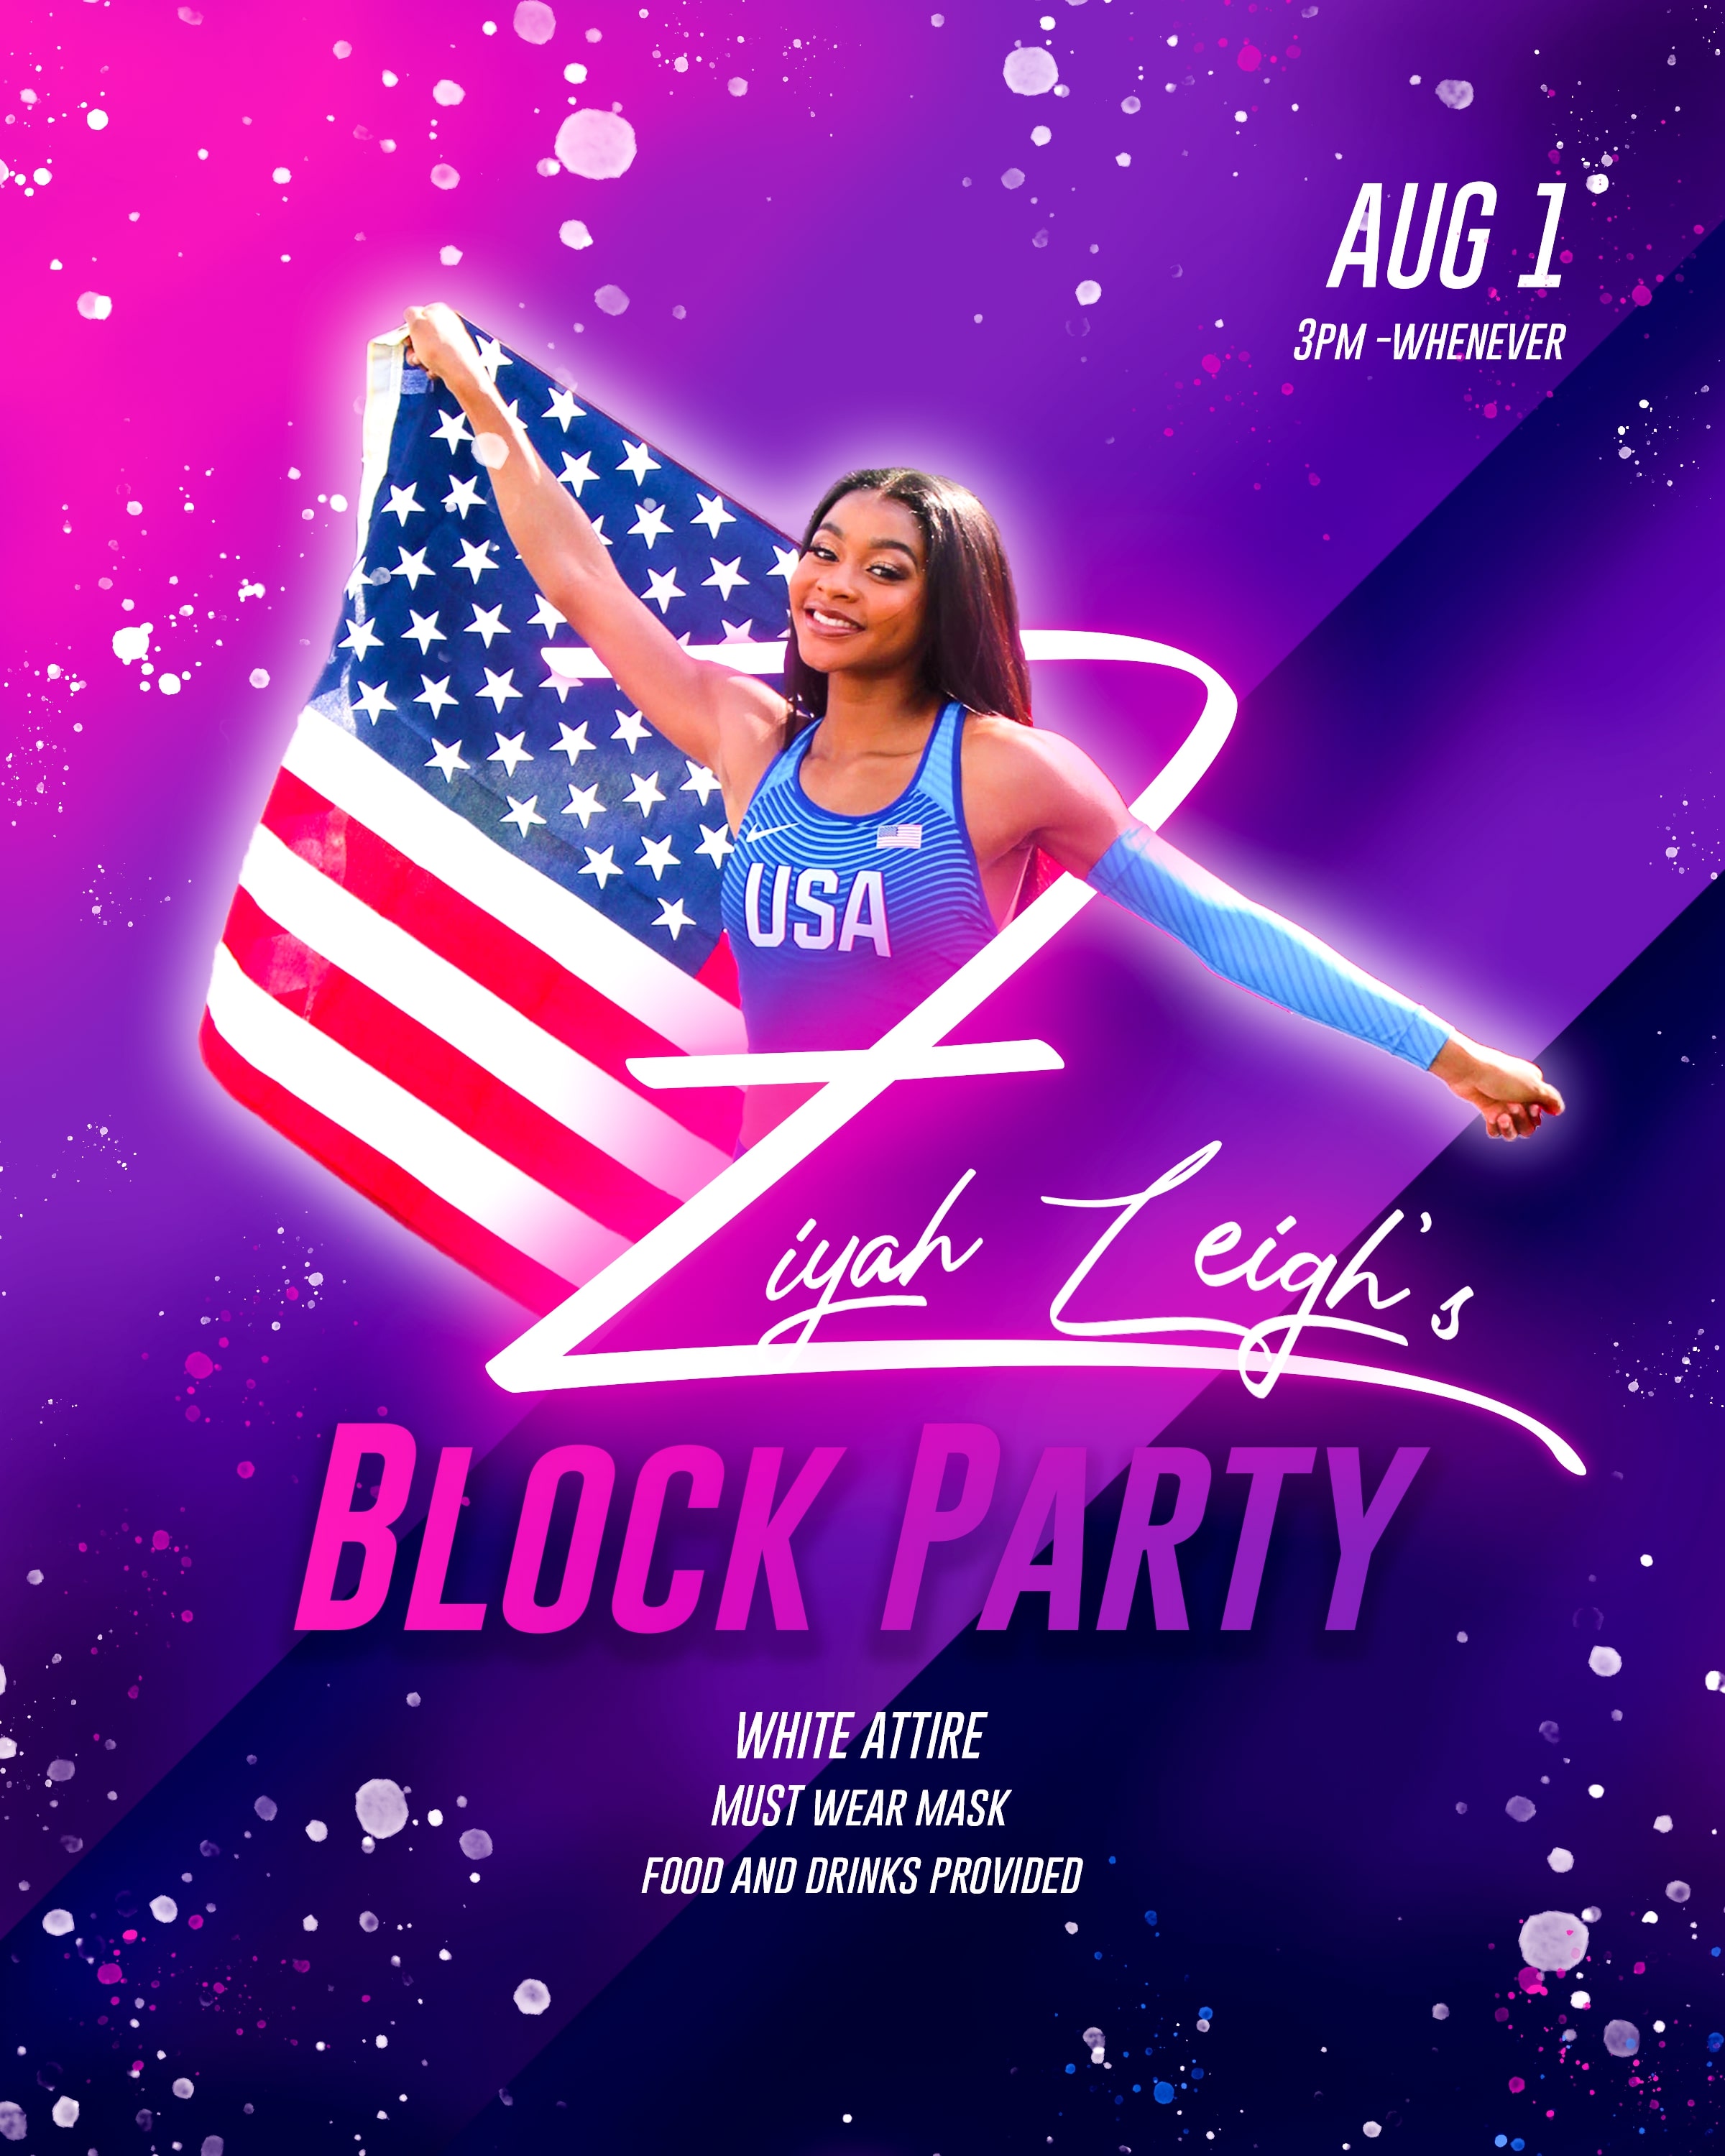 AUG 1
3PM -WHENEVER
USA
Ziyah Leigh's
BLOCK PARTY
WHITE ATTIRE
MUST WEAR MASK
FOOD AND DRINKS PROVIDED